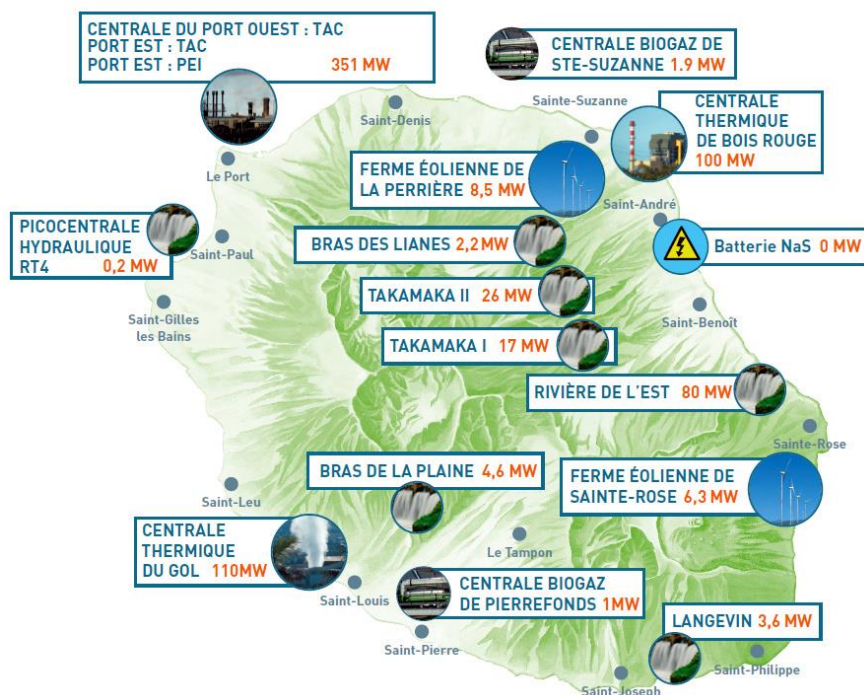 CENTRALE DU PORT OUEST : TAC
PORT EST : TAC
PORT EST : PEI 351 MW
CENTRALE BIOGAZ DE
STE-SUZANNE 1.9 MW
Sainte-Suzanne
CENTRALE
THERMIQUE
DE BOIS ROUGE
100 MW
Saint-Denis
Le Port
FERME ÉOLIENNE DE
LA PERRIÈRE 8,5 MW
Saint-André
PICOCENTRALE
HYDRAULIQUE
RT4 0,2 MW
Saint-Paul
BRAS DES LIANES 2,2 MW
Batterie NaS 0 MW
TAKAMAKA II 26 MW
Saint-Gilles
les Bains
Saint-Benoît
TAKAMAKA I 17 MW
RIVIÈRE DE L'EST 80 MW
Sainte-Rose
BRAS DE LA PLAINE 4,6 MW
FERME ÉOLIENNE DE
SAINTE-ROSE 6,3 MW
Saint-Leu
CENTRALE
THERMIQUE
DU GOL 110MW
Le Tampon
Saint-Louis
CENTRALE BIOGAZ
DE PIERREFONDS 1MW
LANGEVIN 3,6 MW
Saint-Pierre
Saint-Philippe
Saint-Joseph